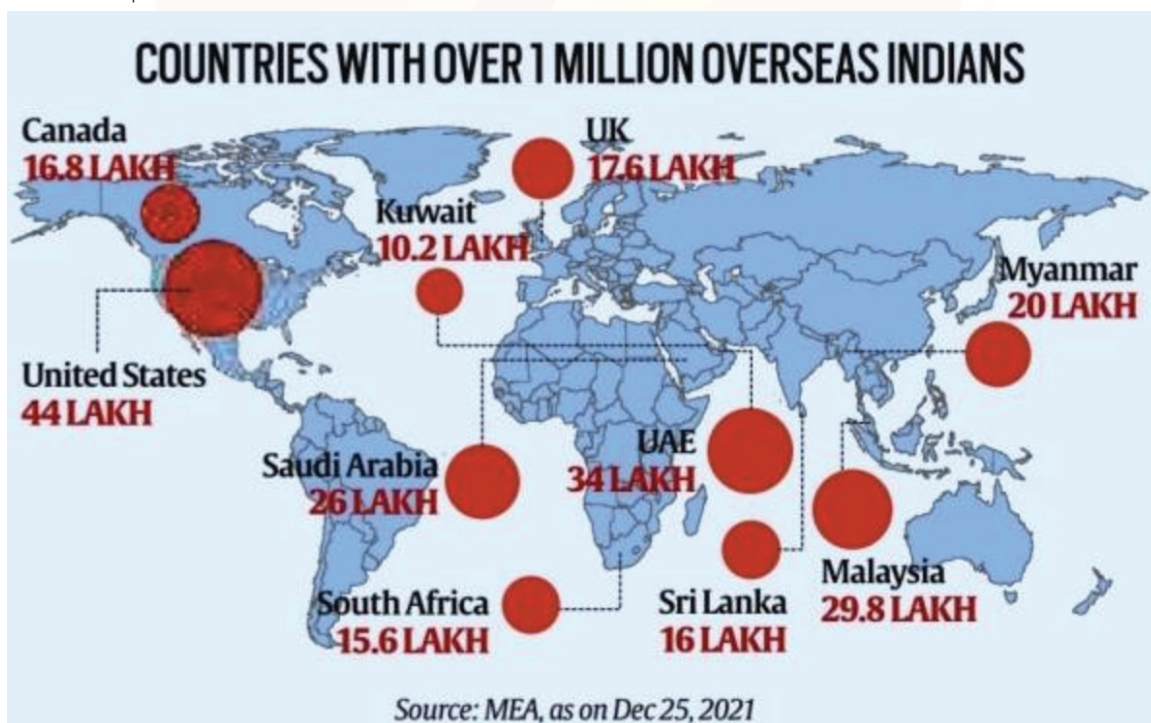 COUNTRIES WITH OVER 1 MILLION OVERSEAS INDIANS
Canada
16.8 LAKH
UK
17.6 LAKH
Kuwait
10.2 LAKH
Myanmar
20 LAKH
United States
44 LAKH
Saudi Arabia
26 LAKH
UAE
34 LAKH
Malaysia
29.8 LAKH
South Africa
15.6 LAKH
Sri Lanka
16 LAKH
Source: MEA, as on Dec 25, 2021